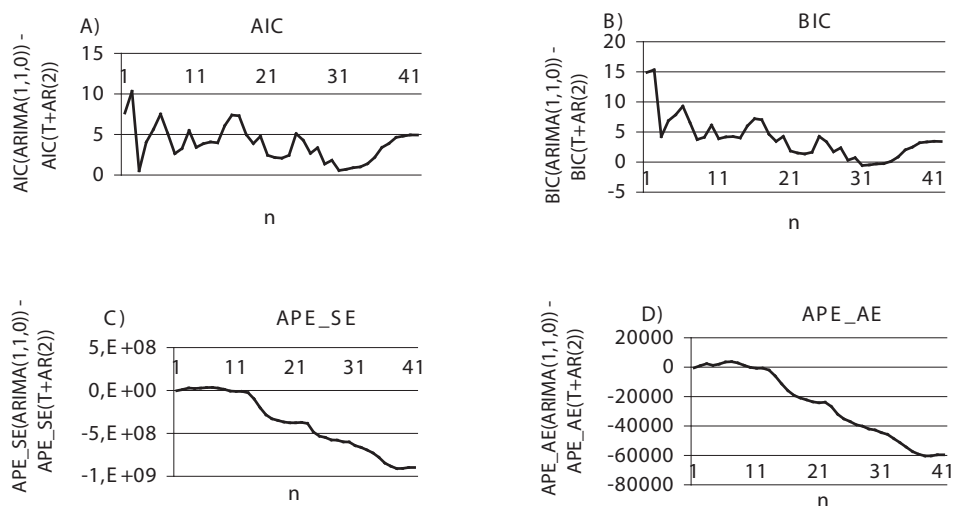 A) AIC
AIC(ARIMA(1,1,0)) -
AIC(T+AR(2))
15
10
5
0
1 11 21 31 41
n
B) BIC
BIC(ARIMA(1,1,0)) -
BIC(T+AR(2))
20
15
10
5
0
-5
1 11 21 31 41
n
C) APE_SE
APE_SE(ARIMA(1,1,0)) -
APE_SE(T+AR(2))
5,E+08
0,E+00
-5,E+08
-1,E+09
1 11 21 31 41
n
D) APE_AE
APE_AE(ARIMA(1,1,0)) -
APE_AE(T+AR(2))
20000
0
-20000
-40000
-60000
-80000
1 11 21 31 41
n